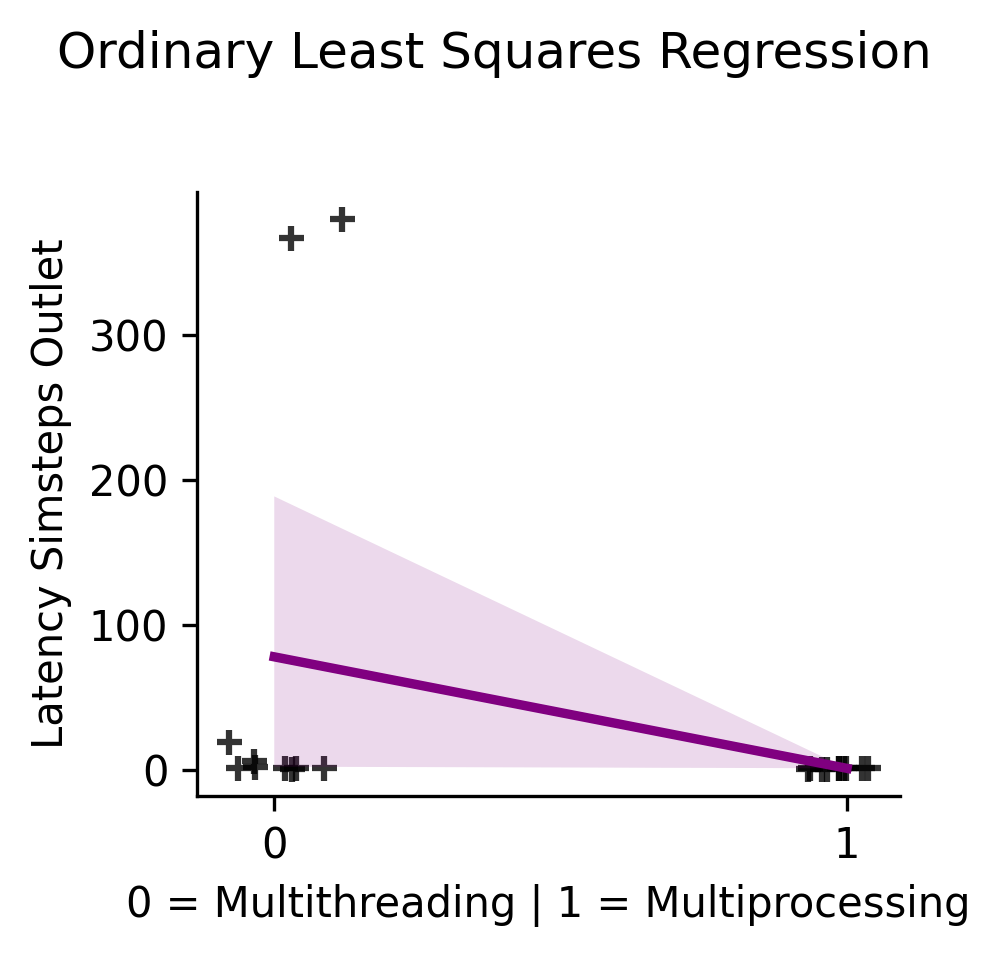 Ordinary Least Squares Regression
Latency Simsteps Outlet
300
200
100
0
0
1
0 = Multithreading | 1 = Multiprocessing